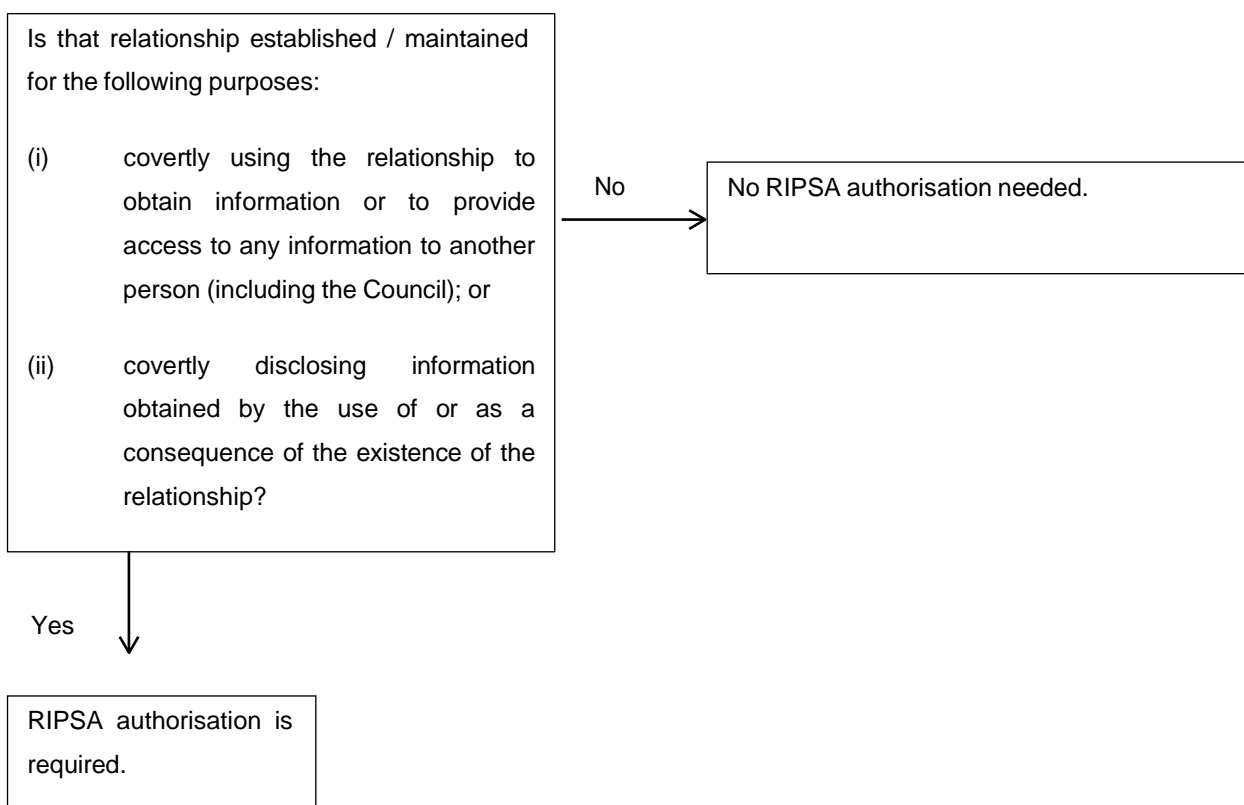 Is that relationship established / maintained
for the following purposes:
(i) covertly using the relationship to
obtain information or to provide
access to any information to another
person (including the Council); or
(ii) covertly disclosing information
obtained by the use of or as a
consequence of the existence of the
relationship?
No
No RIPSA authorisation needed.
Yes
RIPSA authorisation is
required.